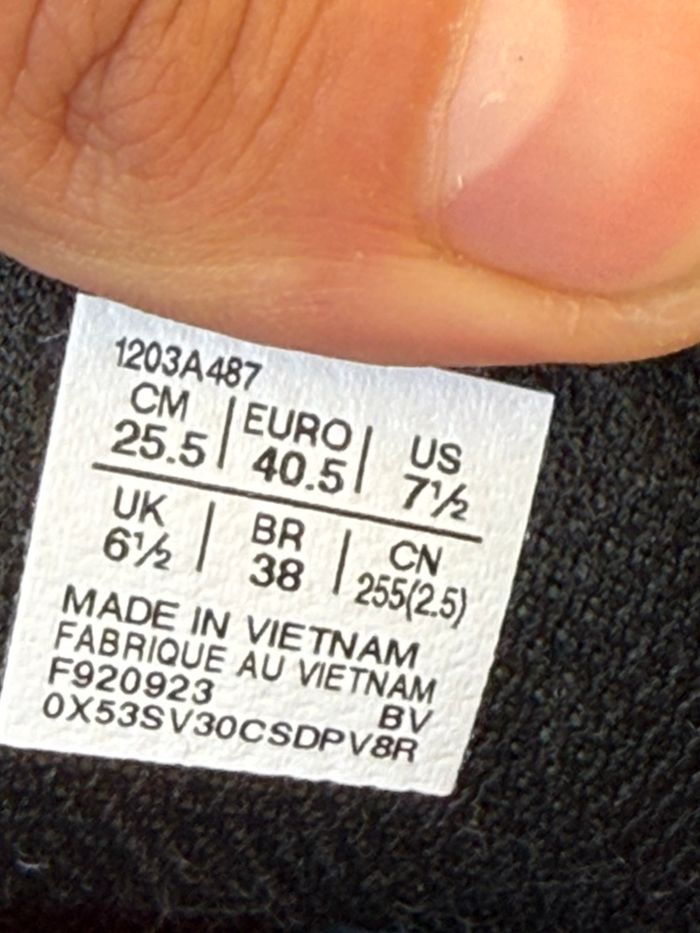 1203A487
CM | EURO | US
25.5 | 40.5 | 7½
UK | BR | CN
6½ | 38 | 255(2.5)
MADE IN VIETNAM
FABRIQUE AU VIETNAM
F920923 BV
0X53SV30CSDPV8R